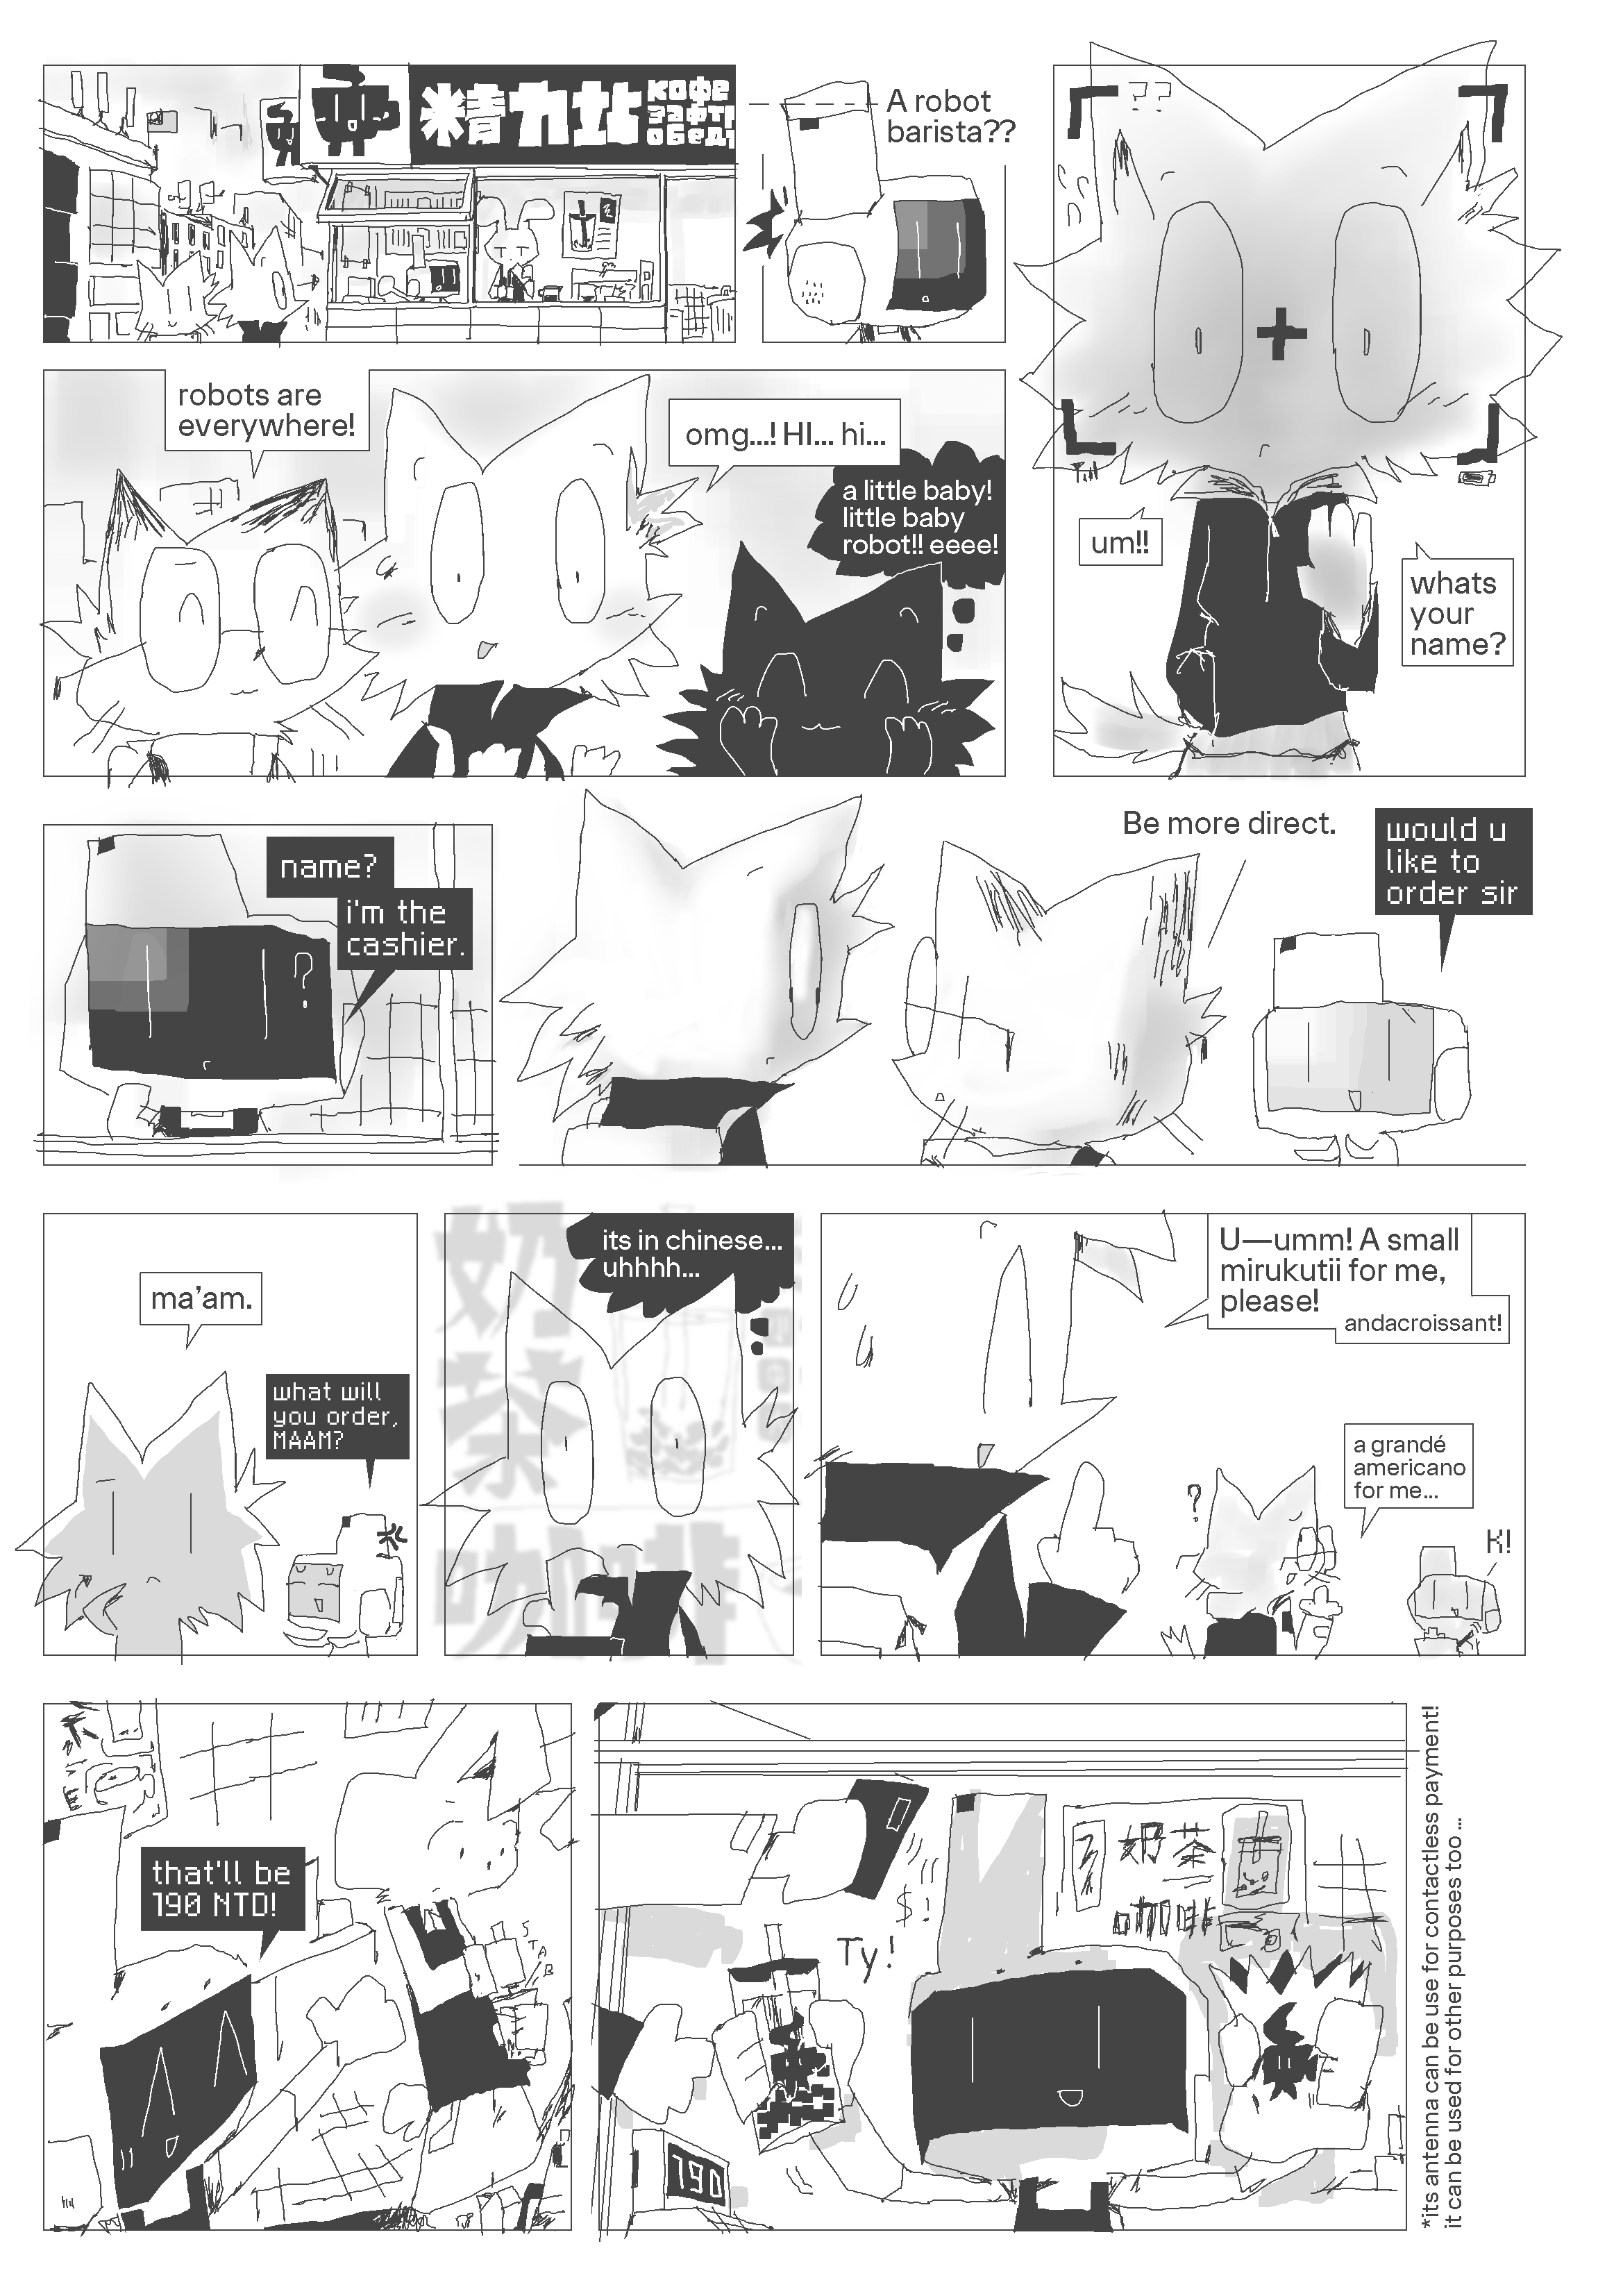 精力站
кофе
завтр
обед
A robot
barista??
??
robots are
everywhere!
omg...! HI... hi...
a little baby!
little baby
robot!! eeee!
um!!
whats
your
name?
name?
i'm the
cashier.
?
Be more direct.
would u
like to
order sir
ma'am.
what will
you order,
MAAM?
奶茶
咖啡
its in chinese...
uhhhh...
U—umm! A small
mirukutii for me,
please!
andacroissant!
?
a grandé
americano
for me...
K!
that'll be
190 NTD!
STAB
$!
Ty!
奶茶
咖啡
190
*its antenna can be use for contactless payment!
it can be used for other purposes too ...